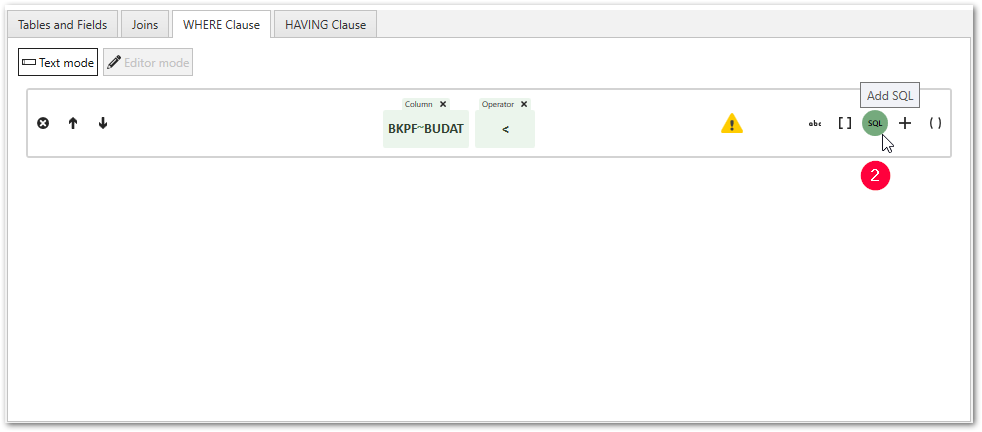 Tables and Fields Joins WHERE Clause HAVING Clause
Text mode Editor mode
Add SQL
Column × Operator ×
BKPF~BUDAT <
abc [] SQL + ()
2